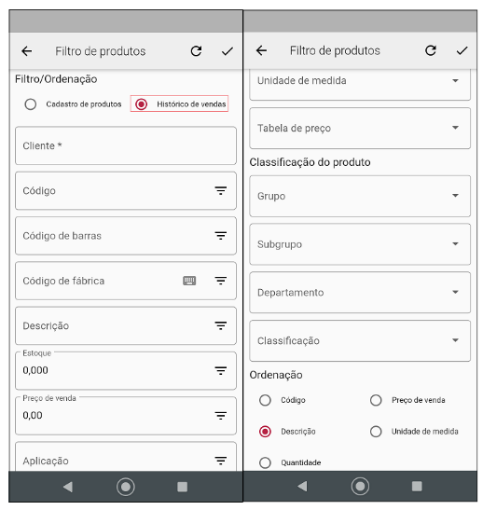 Filtro de produtos
Filtro/Ordenação
Cadastro de produtos Histórico de vendas
Cliente *
Código
Código de barras
Código de fábrica
Descrição
Estoque
0,000
Preço de venda
0,00
Aplicação
Filtro de produtos
Unidade de medida
Tabela de preço
Classificação do produto
Grupo
Subgrupo
Departamento
Classificação
Ordenação
Código Preço de venda
Descrição Unidade de medida
Quantidade